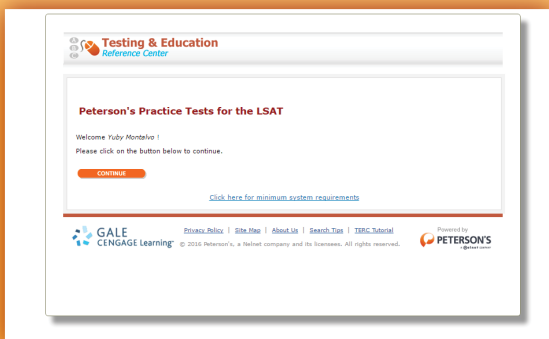 A
B
C
Testing & Education
Reference Center
Peterson's Practice Tests for the LSAT
Welcome Yuby Montalvo !
Please click on the button below to continue.
CONTINUE
Click here for minimum system requirements
GALE
CENGAGE Learning
Privacy Policy | Site Map | About Us | Search Tips | TERC Tutorial
© 2016 Peterson's, a Nelnet company and its licensees. All rights reserved.
Powered by
PETERSON'S
a Nelnet COMPANY